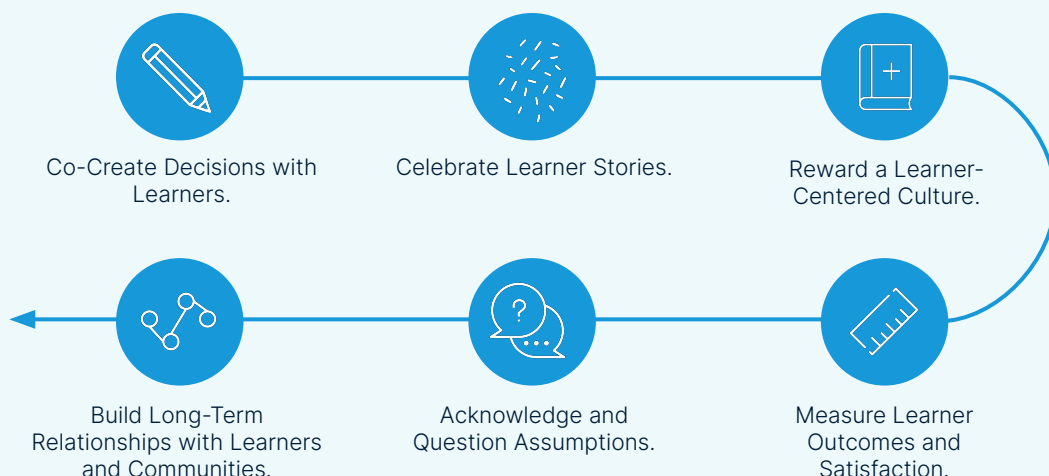 Co-Create Decisions with
Learners.
Celebrate Learner Stories.
Reward a Learner-
Centered Culture.
Measure Learner
Outcomes and
Satisfaction.
?
Acknowledge and
Question Assumptions.
Build Long-Term
Relationships with Learners
and Communities.